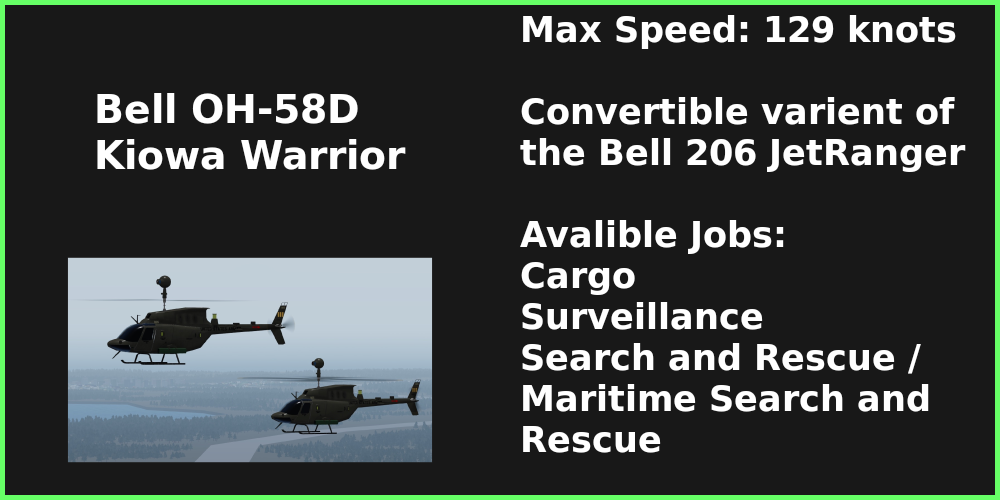 Bell OH-58D
Kiowa Warrior
Max Speed: 129 knots
Convertible varient of
the Bell 206 JetRanger
Avalible Jobs:
Cargo
Surveillance
Search and Rescue /
Maritime Search and
Rescue